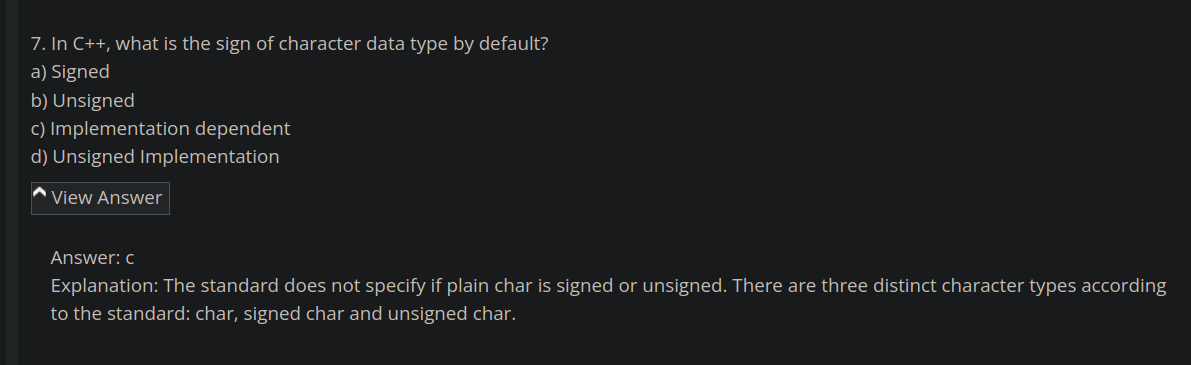 7. In C++, what is the sign of character data type by default?
a) Signed
b) Unsigned
c) Implementation dependent
d) Unsigned Implementation
View Answer
Answer: c
Explanation: The standard does not specify if plain char is signed or unsigned. There are three distinct character types according
to the standard: char, signed char and unsigned char.